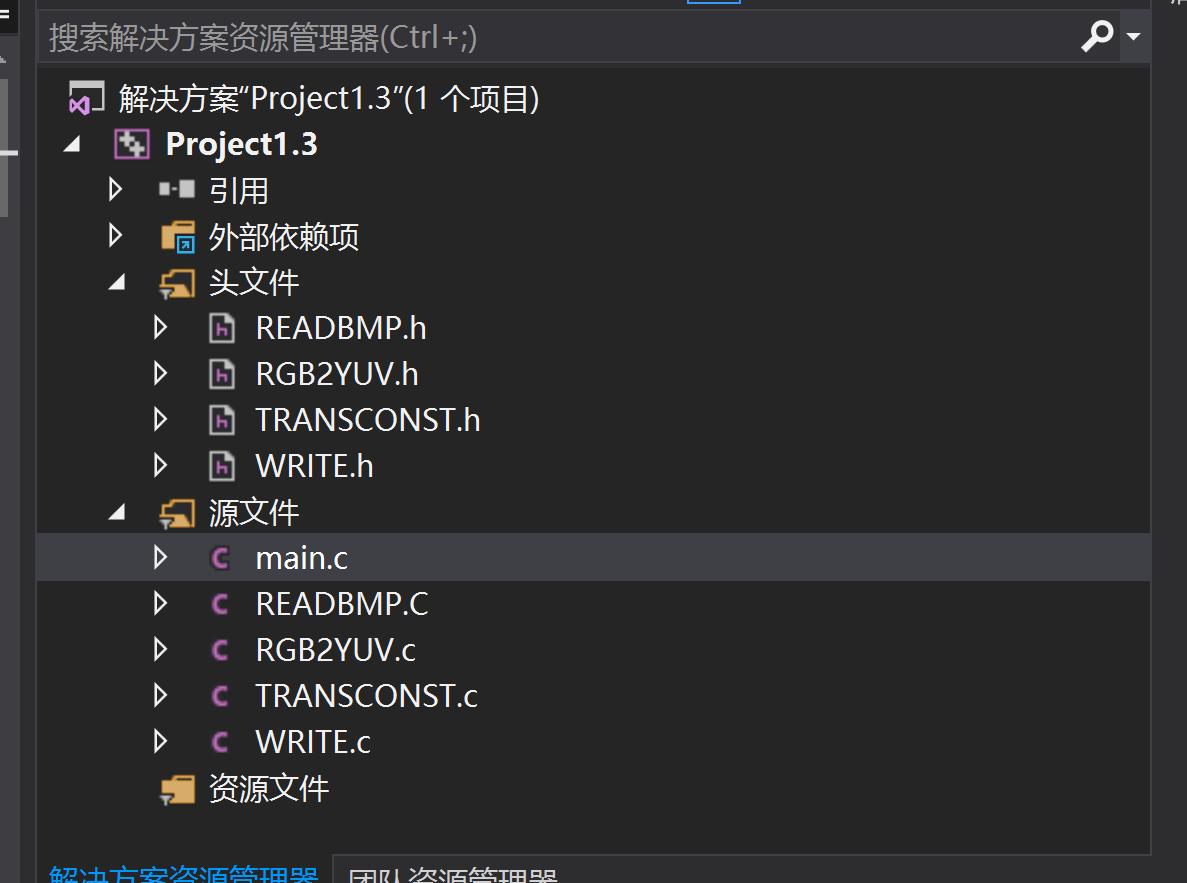 搜索解决方案资源管理器(Ctrl+;)
解决方案“Project1.3”(1 个项目)
Project1.3
引用
外部依赖项
头文件
READBMP.h
RGB2YUV.h
TRANSCONST.h
WRITE.h
源文件
main.c
READBMP.C
RGB2YUV.c
TRANSCONST.c
WRITE.c
资源文件
解决方案资源管理器 团队资源管理器